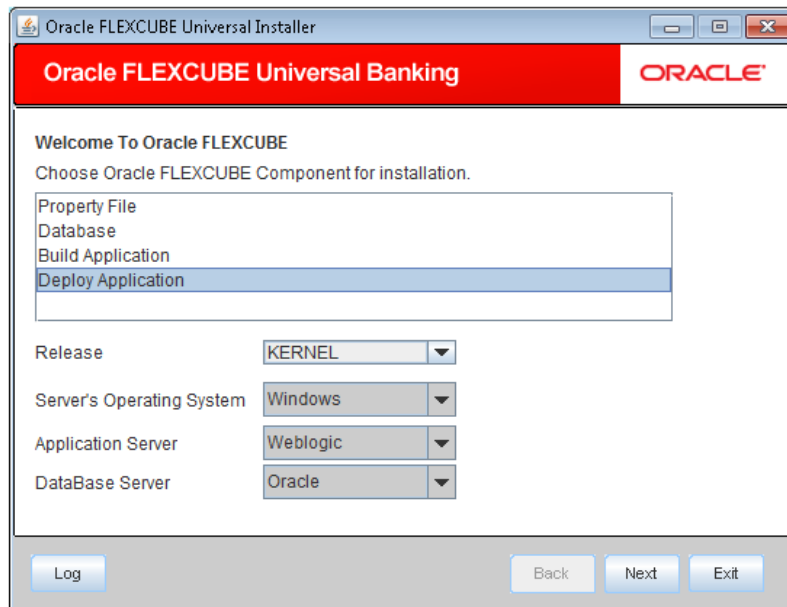 Oracle FLEXCUBE Universal Installer
Oracle FLEXCUBE Universal Banking
ORACLE®
Welcome To Oracle FLEXCUBE
Choose Oracle FLEXCUBE Component for installation.
Property File
Database
Build Application
Deploy Application
Release KERNEL
Server's Operating System Windows
Application Server Weblogic
DataBase Server Oracle
Log Back Next Exit